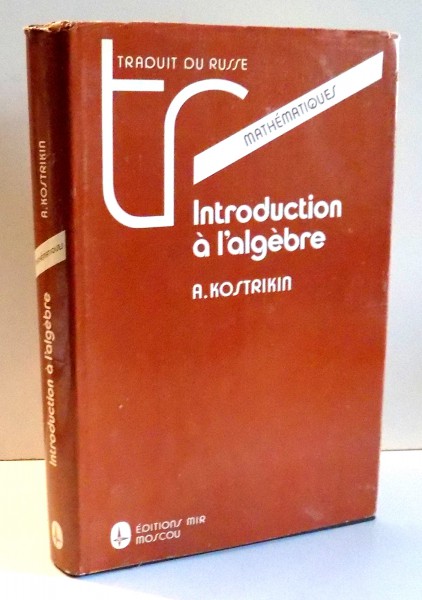 TRADUIT DU RUSSE
tr
MATHÉMATIQUES
Introduction
à l'algèbre
A. KOSTRIKIN
ÉDITIONS MIR
MOSCOU
A. KOSTRIKIN
Introduction à l'algèbre